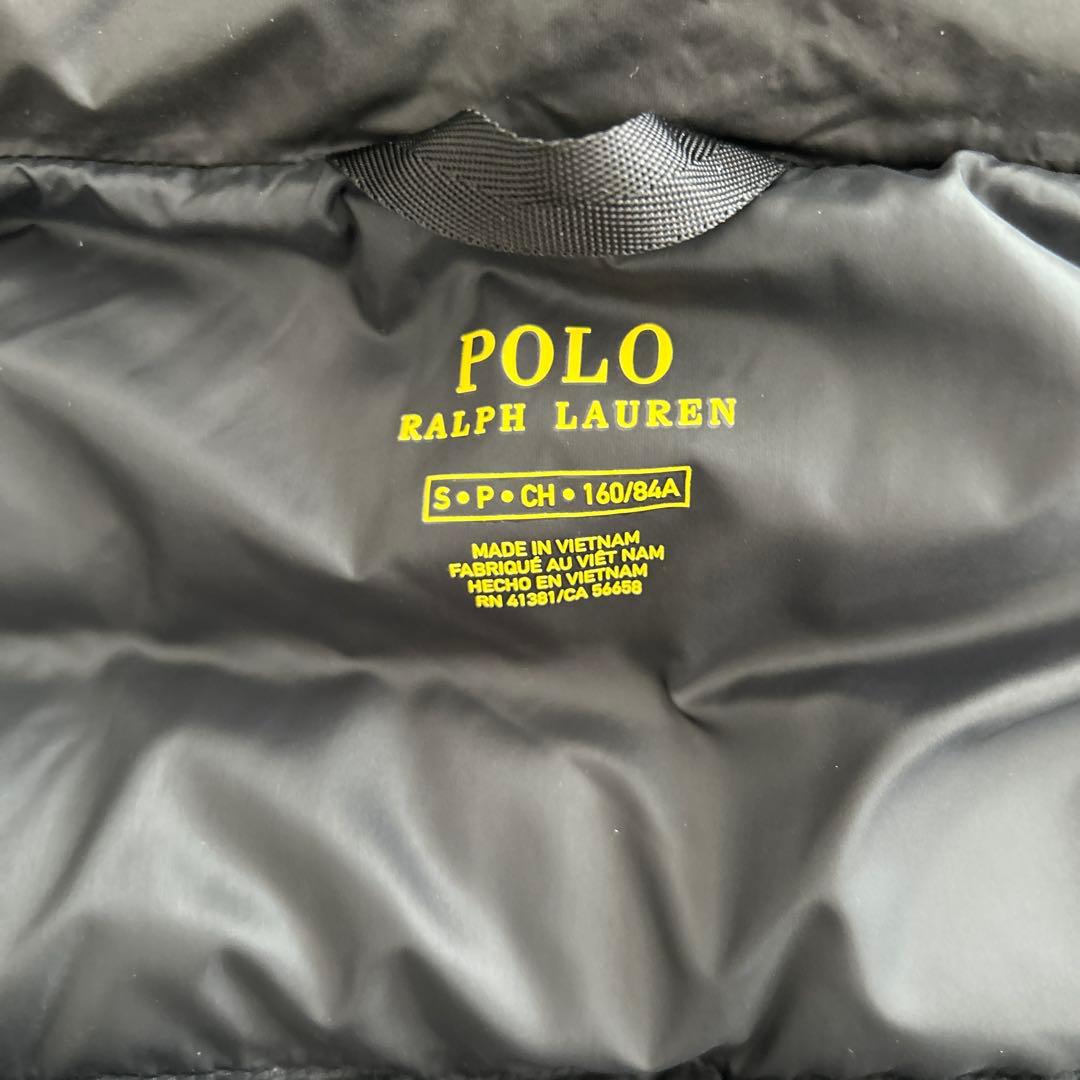 POLO
RALPH LAUREN
S•P•CH•160/84A
MADE IN VIETNAM
FABRIQUÉ AU VIÊT NAM
HECHO EN VIETNAM
RN 41381/CA 56658